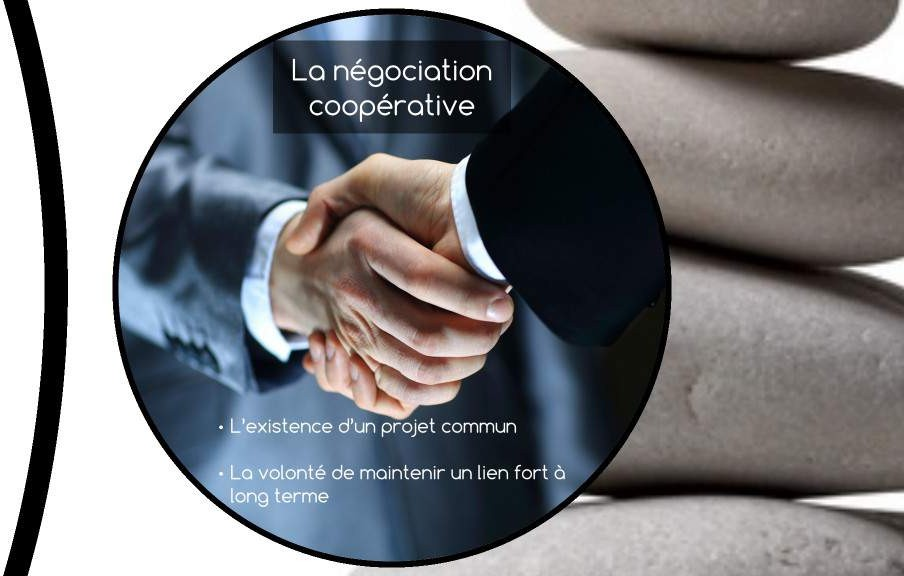 La négociation
coopérative
• L'existence d'un projet commun
• La volonté de maintenir un lien fort à
long terme